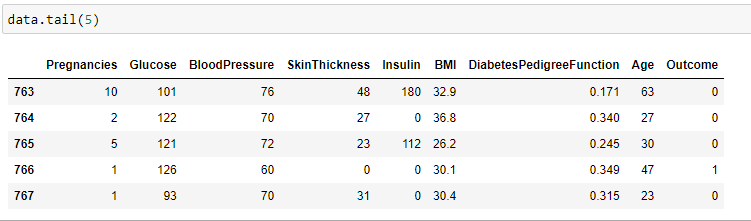 data.tail(5)
Pregnancies Glucose BloodPressure SkinThickness Insulin BMI DiabetesPedigreeFunction Age Outcome
763 10 101 76 48 180 32.9 0.171 63 0
764 2 122 70 27 0 36.8 0.340 27 0
765 5 121 72 23 112 26.2 0.245 30 0
766 1 126 60 0 0 30.1 0.349 47 1
767 1 93 70 31 0 30.4 0.315 23 0